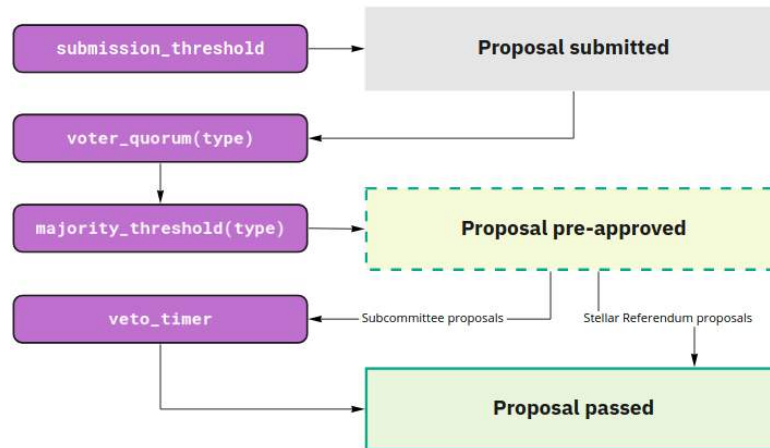 submission_threshold
Proposal submitted
voter_quorum(type)
majority_threshold(type)
Proposal pre-approved
veto_timer
Subcommittee proposals
Stellar Referendum proposals
Proposal passed